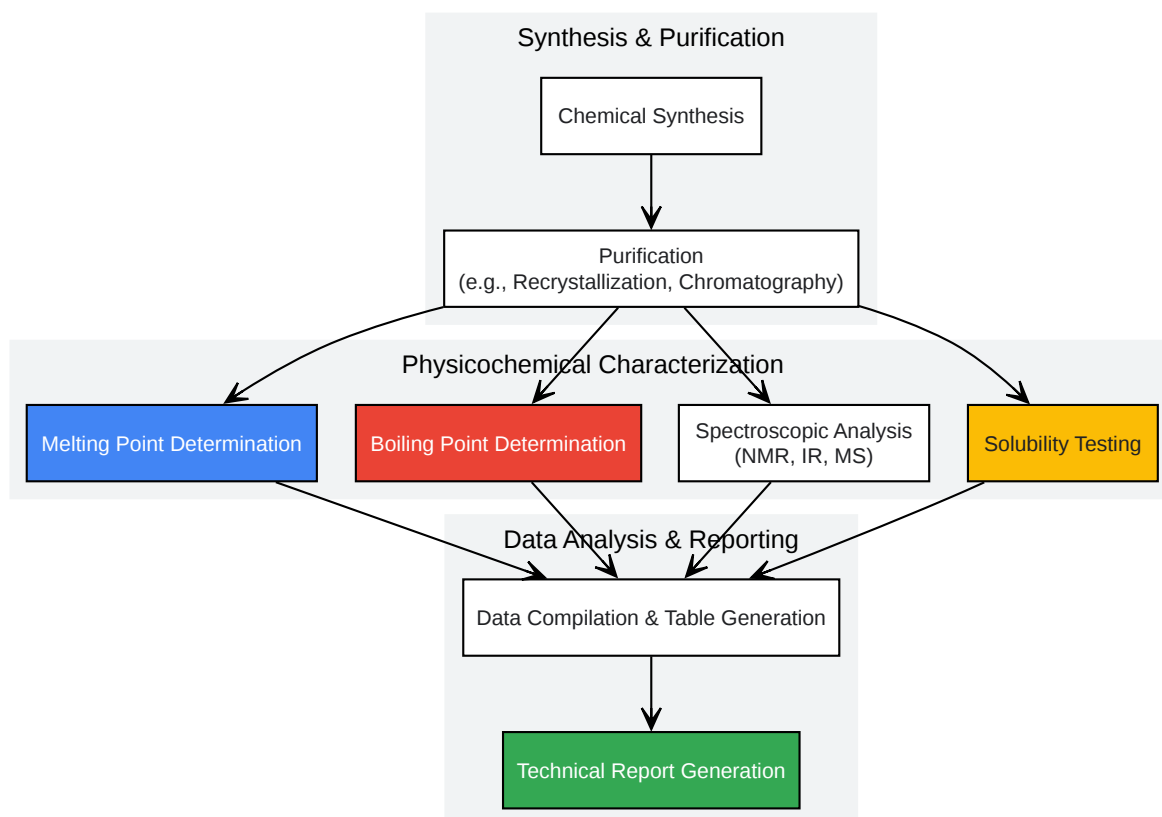 Synthesis & Purification
Chemical Synthesis
Purification
(e.g., Recrystallization, Chromatography)
Physicochemical Characterization
Melting Point Determination
Boiling Point Determination
Spectroscopic Analysis
(NMR, IR, MS)
Solubility Testing
Data Analysis & Reporting
Data Compilation & Table Generation
Technical Report Generation